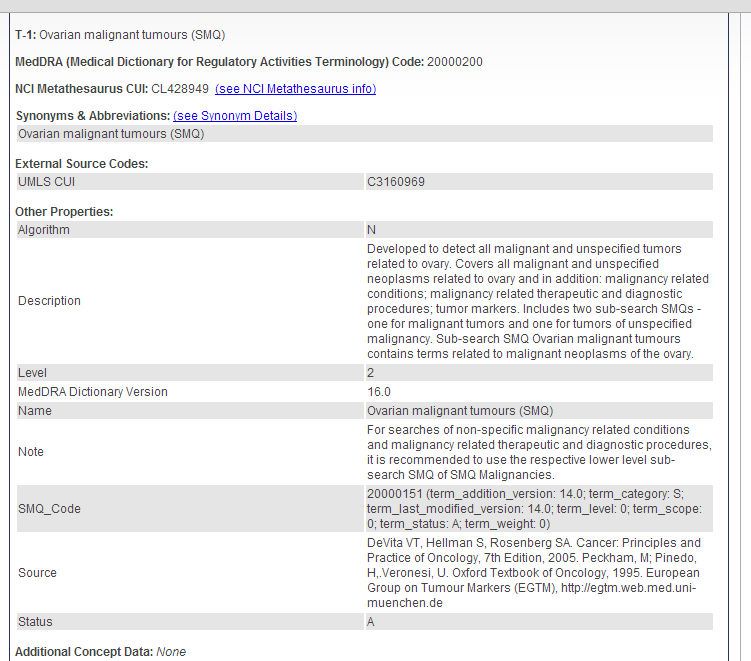 T-1: Ovarian malignant tumours (SMQ)
MedDRA (Medical Dictionary for Regulatory Activities Terminology) Code: 20000200
NCI Metathesaurus CUI: CL428949 (see NCI Metathesaurus info)
Synonyms & Abbreviations: (see Synonym Details)
Ovarian malignant tumours (SMQ)
External Source Codes:
UMLS CUI C3160969
Other Properties:
Algorithm N
Description
Developed to detect all malignant and unspecified tumors
related to ovary. Covers all malignant and unspecified
neoplasms related to ovary and in addition: malignancy related
conditions; malignancy related therapeutic and diagnostic
procedures; tumor markers. Includes two sub-search SMQs -
one for malignant tumors and one for tumors of unspecified
malignancy. Sub-search SMQ Ovarian malignant tumours
contains terms related to malignant neoplasms of the ovary.
Level 2
MedDRA Dictionary Version 16.0
Name Ovarian malignant tumours (SMQ)
Note
For searches of non-specific malignancy related conditions
and malignancy related therapeutic and diagnostic procedures,
it is recommended to use the respective lower level sub-
search SMQ of SMQ Malignancies.
SMQ_Code
20000151 (term_addition_version: 14.0; term_category: S;
term_last_modified_version: 14.0; term_level: 0; term_scope:
0; term_status: A; term_weight: 0)
Source
DeVita VT, Hellman S, Rosenberg SA. Cancer: Principles and
Practice of Oncology, 7th Edition, 2005. Peckham, M; Pinedo,
H,.Veronesi, U. Oxford Textbook of Oncology, 1995. European
Group on Tumour Markers (EGTM), http://egtm.web.med.uni-
muenchen.de
Status A
Additional Concept Data: None